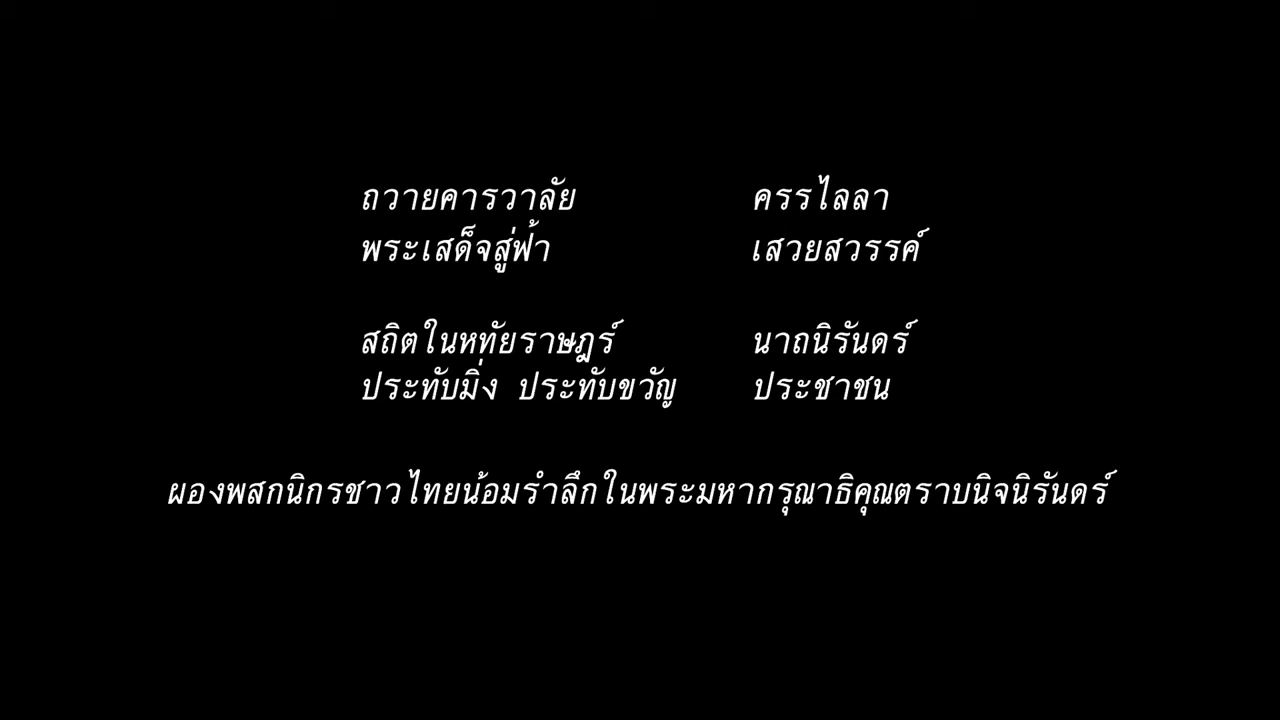 ถวายคารวาลัย ครรไลลา
พระเสด็จสู่ฟ้า เสวยสวรรค์
สถิตในหทัยราษฎร์ นาถนิรันดร์
ประทับมิ่ง ประทับขวัญ ประชาชน
ผองพสกนิกรชาวไทยน้อมรำลึกในพระมหากรุณาธิคุณตราบนิจนิรันดร์